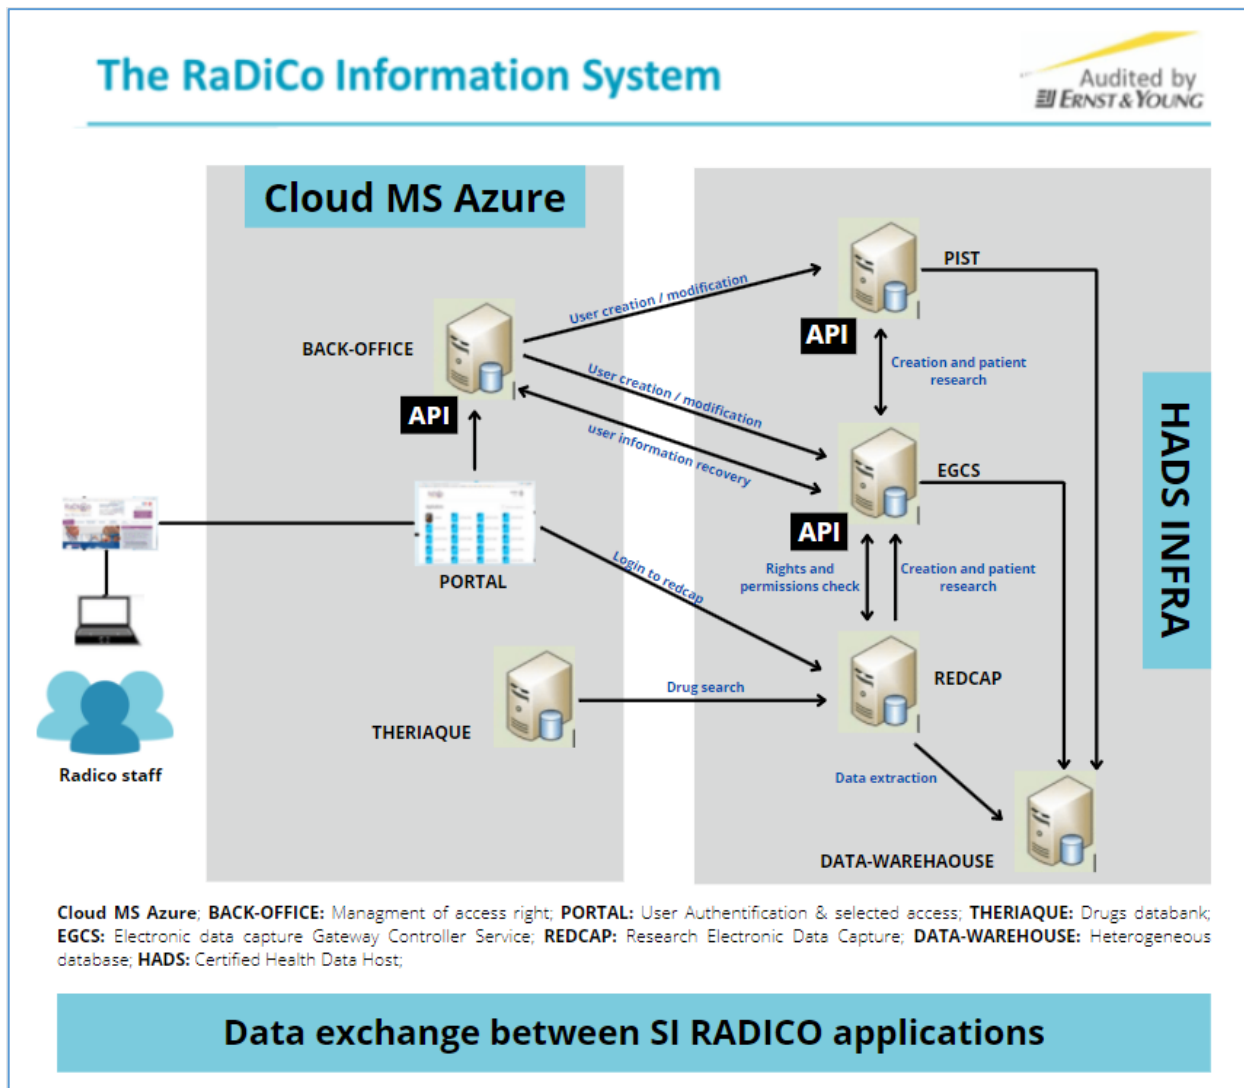 The RaDiCo Information System
Audited by
ERNST & YOUNG
Cloud MS Azure
PIST
User creation / modification
API
BACK-OFFICE
Creation and patient
research
User creation / modification
API
user information recovery
HADS INFRA
EGCS
API
PORTAL
Login to redcap
Rights and
permissions check
Creation and patient
research
REDCAP
Drug search
THERIAQUE
Radico staff
Data extraction
DATA-WAREHAOUSE
Cloud MS Azure; BACK-OFFICE: Managment of access right; PORTAL: User Authentification & selected access; THERIAQUE: Drugs databank;
EGCS: Electronic data capture Gateway Controller Service; REDCAP: Research Electronic Data Capture; DATA-WAREHOUSE: Heterogeneous
database; HADS: Certified Health Data Host;
Data exchange between SI RADICO applications